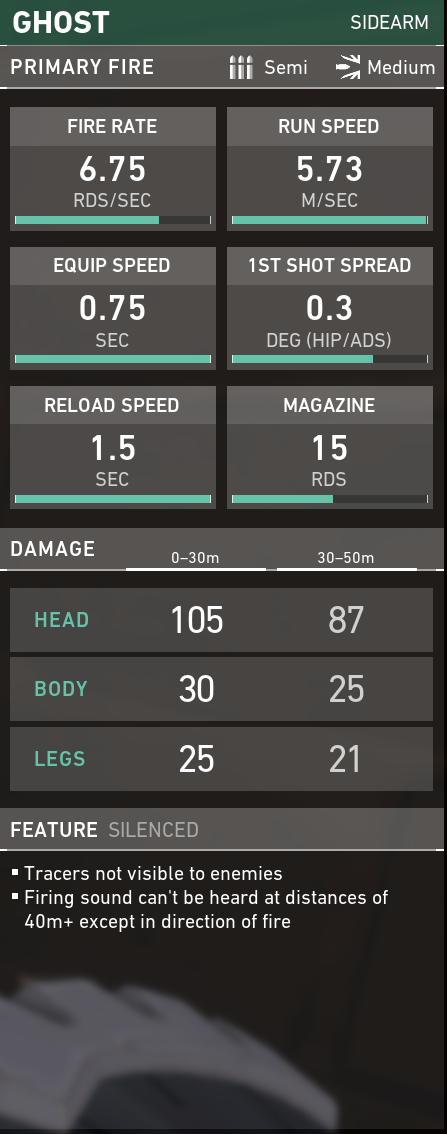 GHOST SIDEARM
PRIMARY FIRE Semi Medium
FIRE RATE
6.75
RDS/SEC
RUN SPEED
5.73
M/SEC
EQUIP SPEED
0.75
SEC
1ST SHOT SPREAD
0.3
DEG (HIP/ADS)
RELOAD SPEED
1.5
SEC
MAGAZINE
15
RDS
DAMAGE 0–30m 30–50m
HEAD 105 87
BODY 30 25
LEGS 25 21
FEATURE SILENCED
▪ Tracers not visible to enemies
▪ Firing sound can't be heard at distances of
40m+ except in direction of fire